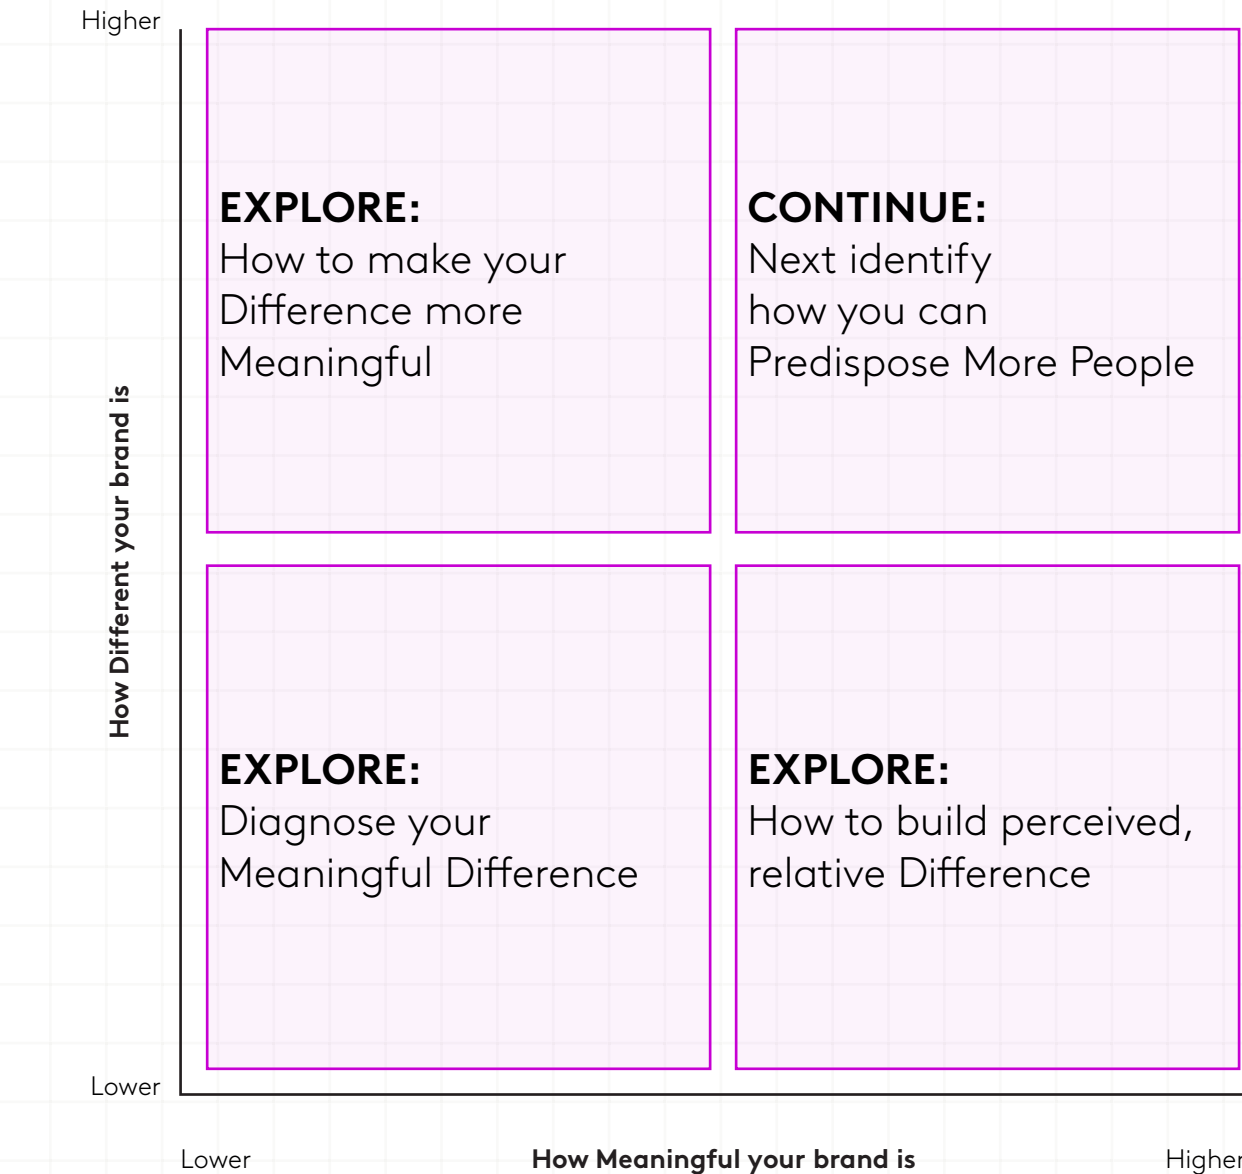 Higher
EXPLORE:
How to make your
Difference more
Meaningful
CONTINUE:
Next identify
how you can
Predispose More People
How Different your brand is
EXPLORE:
Diagnose your
Meaningful Difference
EXPLORE:
How to build perceived,
relative Difference
Lower
Lower
How Meaningful your brand is
Higher